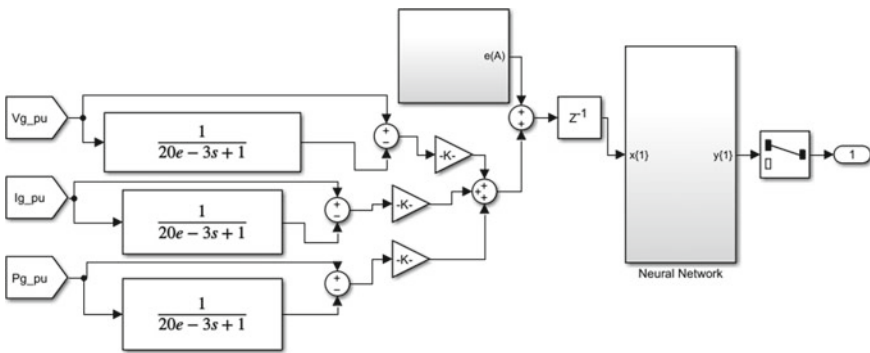 e(A)
+
+
Z-1
x{1}
y{1}
1
Neural Network
Vg_pu
1
20e − 3s + 1
+
−
-K-
Ig_pu
1
20e − 3s + 1
+
−
-K-
+
+
+
Pg_pu
1
20e − 3s + 1
+
−
-K-